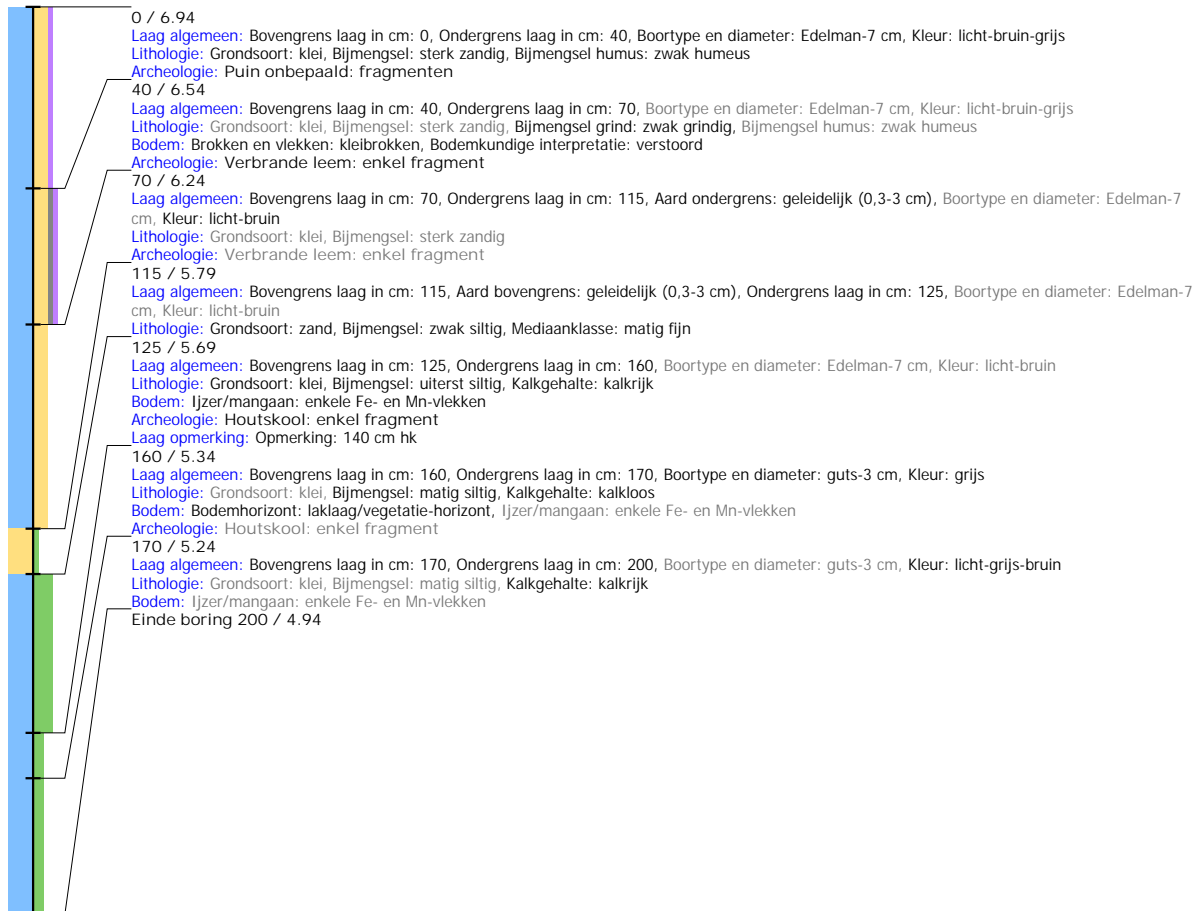 0 / 6.94
Laag algemeen: Bovengrens laag in cm: 0, Ondergrens laag in cm: 40, Boortype en diameter: Edelman-7 cm, Kleur: licht-bruin-grijs
Lithologie: Grondsoort: klei, Bijmengsel: sterk zandig, Bijmengsel humus: zwak humeus
Archeologie: Puin onbepaald: fragmenten
40 / 6.54
Laag algemeen: Bovengrens laag in cm: 40, Ondergrens laag in cm: 70, Boortype en diameter: Edelman-7 cm, Kleur: licht-bruin-grijs
Lithologie: Grondsoort: klei, Bijmengsel: sterk zandig, Bijmengsel grind: zwak grindig, Bijmengsel humus: zwak humeus
Bodem: Brokken en vlekken: kleibrokken, Bodemkundige interpretatie: verstoord
Archeologie: Verbrande leem: enkel fragment
70 / 6.24
Laag algemeen: Bovengrens laag in cm: 70, Ondergrens laag in cm: 115, Aard ondergrens: geleidelijk (0,3-3 cm), Boortype en diameter: Edelman-7
cm, Kleur: licht-bruin
Lithologie: Grondsoort: klei, Bijmengsel: sterk zandig
Archeologie: Verbrande leem: enkel fragment
115 / 5.79
Laag algemeen: Bovengrens laag in cm: 115, Aard bovengrens: geleidelijk (0,3-3 cm), Ondergrens laag in cm: 125, Boortype en diameter: Edelman-7
cm, Kleur: licht-bruin
Lithologie: Grondsoort: zand, Bijmengsel: zwak siltig, Mediaanklasse: matig fijn
125 / 5.69
Laag algemeen: Bovengrens laag in cm: 125, Ondergrens laag in cm: 160, Boortype en diameter: Edelman-7 cm, Kleur: licht-bruin
Lithologie: Grondsoort: klei, Bijmengsel: uiterst siltig, Kalkgehalte: kalkrijk
Bodem: Ijzer/mangaan: enkele Fe- en Mn-vlekken
Archeologie: Houtskool: enkel fragment
Laag opmerking: Opmerking: 140 cm hk
160 / 5.34
Laag algemeen: Bovengrens laag in cm: 160, Ondergrens laag in cm: 170, Boortype en diameter: guts-3 cm, Kleur: grijs
Lithologie: Grondsoort: klei, Bijmengsel: matig siltig, Kalkgehalte: kalkloos
Bodem: Bodemhorizont: laklaag/vegetatie-horizont, Ijzer/mangaan: enkele Fe- en Mn-vlekken
Archeologie: Houtskool: enkel fragment
170 / 5.24
Laag algemeen: Bovengrens laag in cm: 170, Ondergrens laag in cm: 200, Boortype en diameter: guts-3 cm, Kleur: licht-grijs-bruin
Lithologie: Grondsoort: klei, Bijmengsel: matig siltig, Kalkgehalte: kalkrijk
Bodem: Ijzer/mangaan: enkele Fe- en Mn-vlekken
Einde boring 200 / 4.94